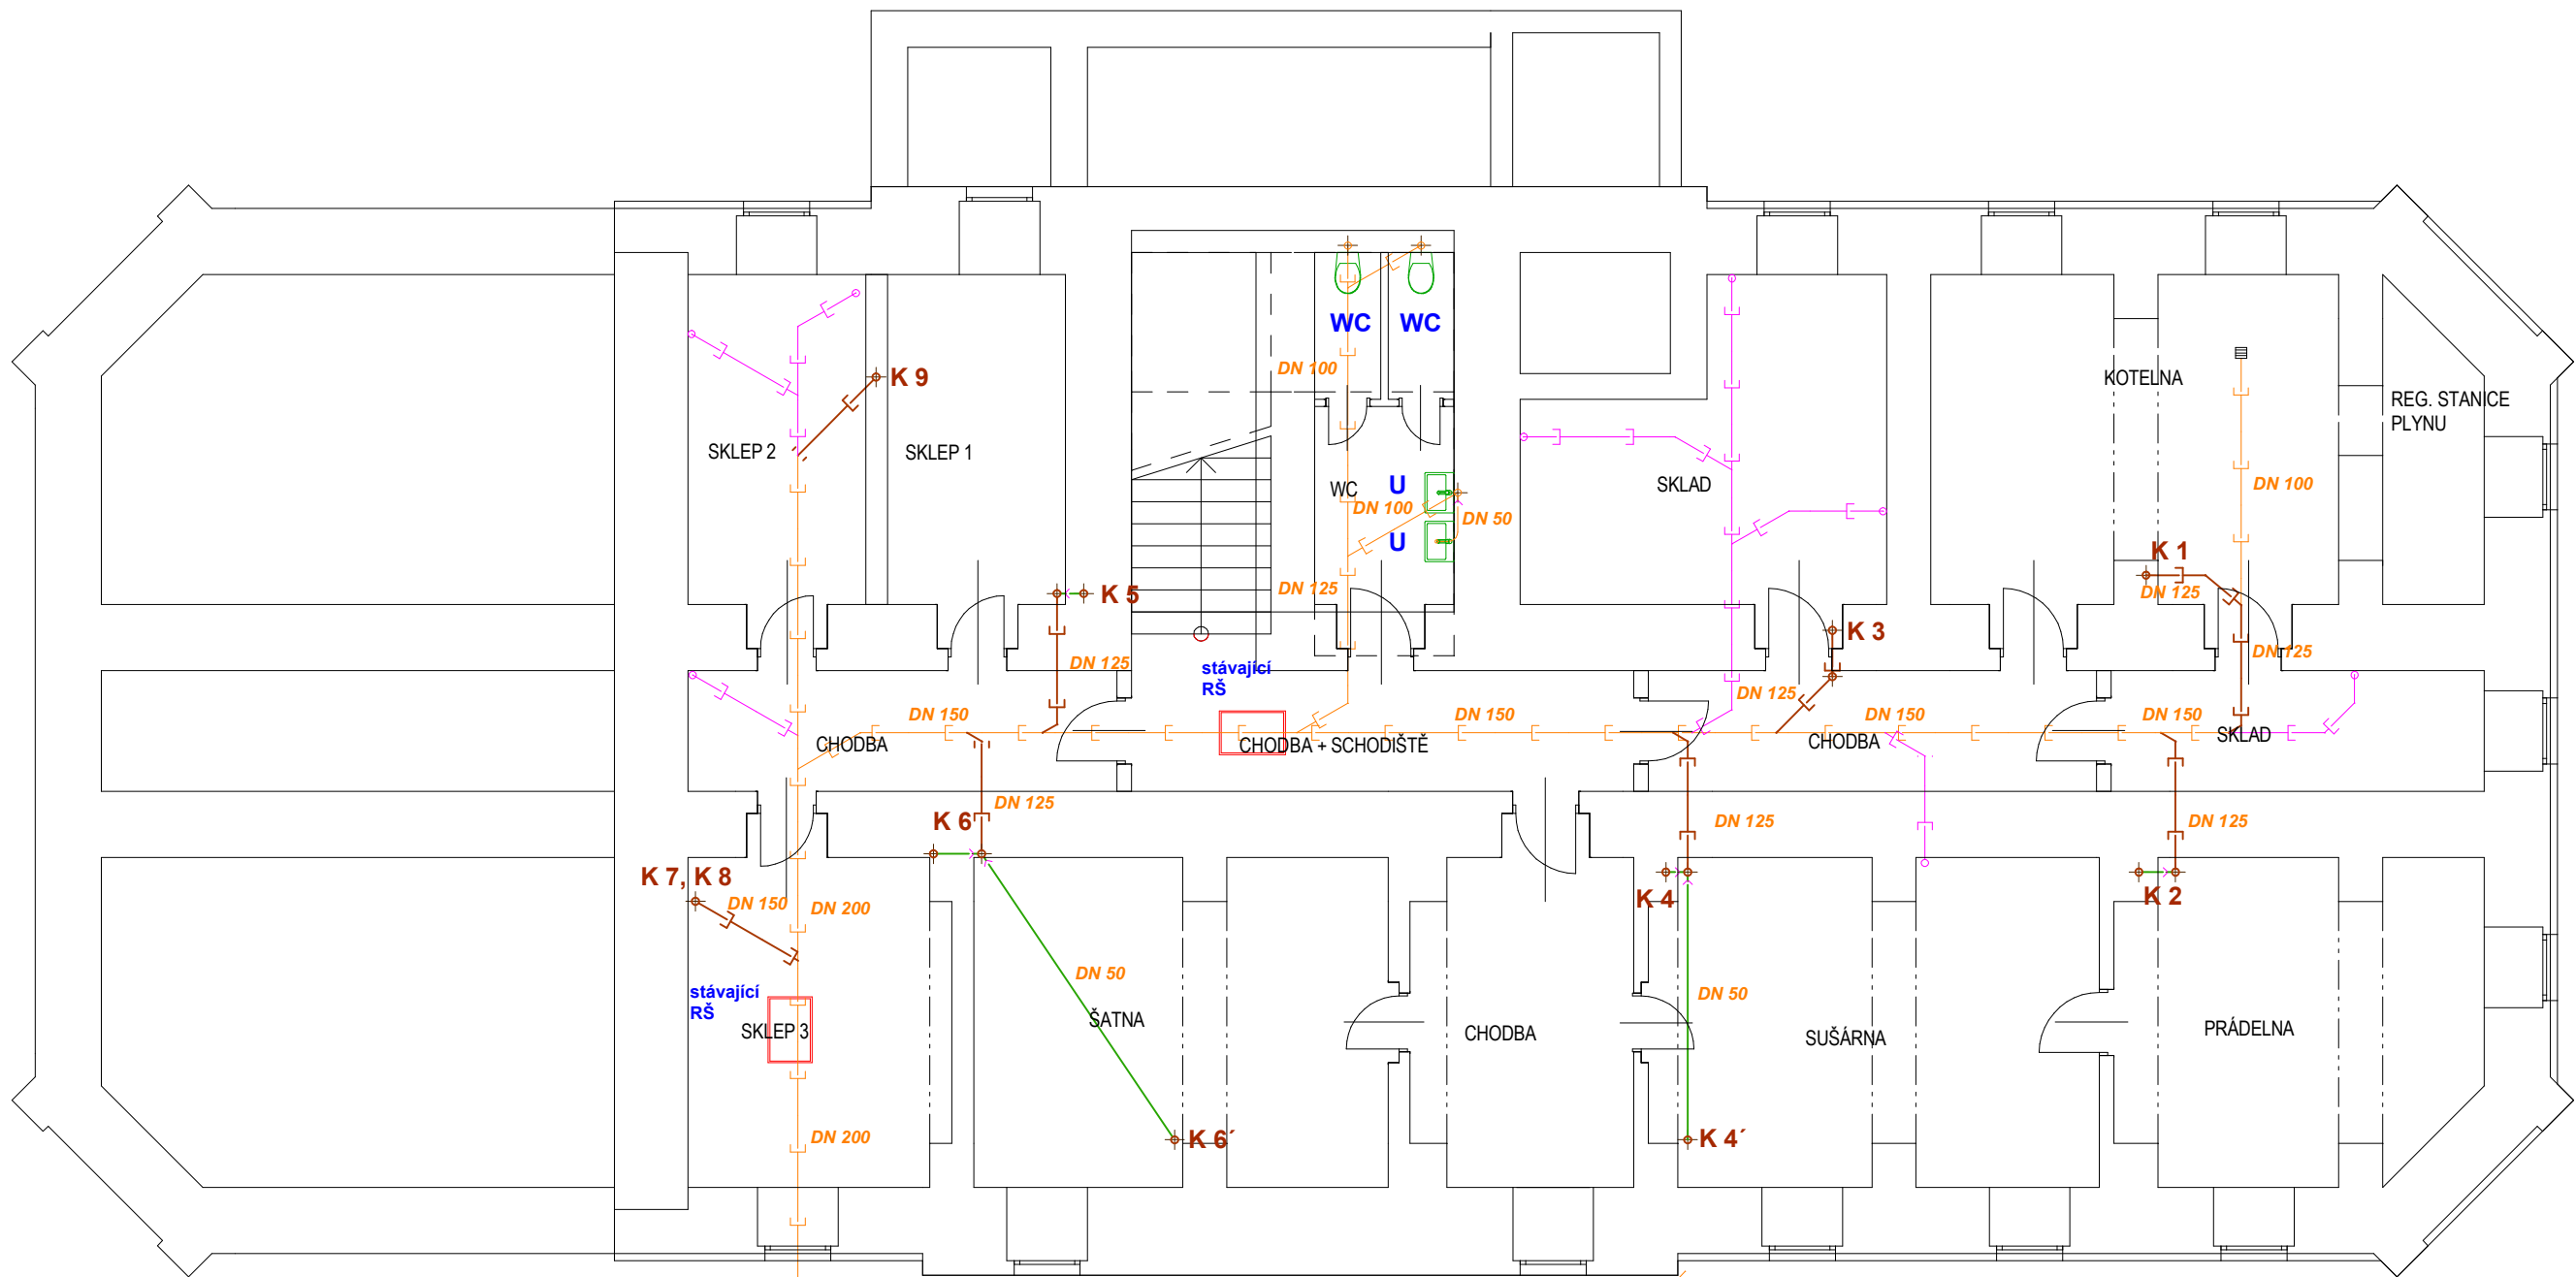 WC WC
DN 100
K 9
KOTELNA
REG. STANICE
PLYNU
SKLEP 2
SKLEP 1
WC
U
SKLAD
DN 100
DN 100
DN 50
U
K 1
DN 125
DN 125
K 5
K 3
DN 125
stávající
RŠ
DN 125
DN 125
DN 150
DN 150
DN 150
DN 150
CHODBA
CHODBA + SCHODIŠTĚ
CHODBA
SKLAD
DN 125
K 6
DN 125
DN 125
K 7, K 8
DN 150
DN 200
K 4
K 2
DN 50
DN 50
stávající
RŠ
SKLEP 3
ŠATNA
CHODBA
SUŠÁRNA
PRÁDELNA
DN 200
K 6´
K 4´